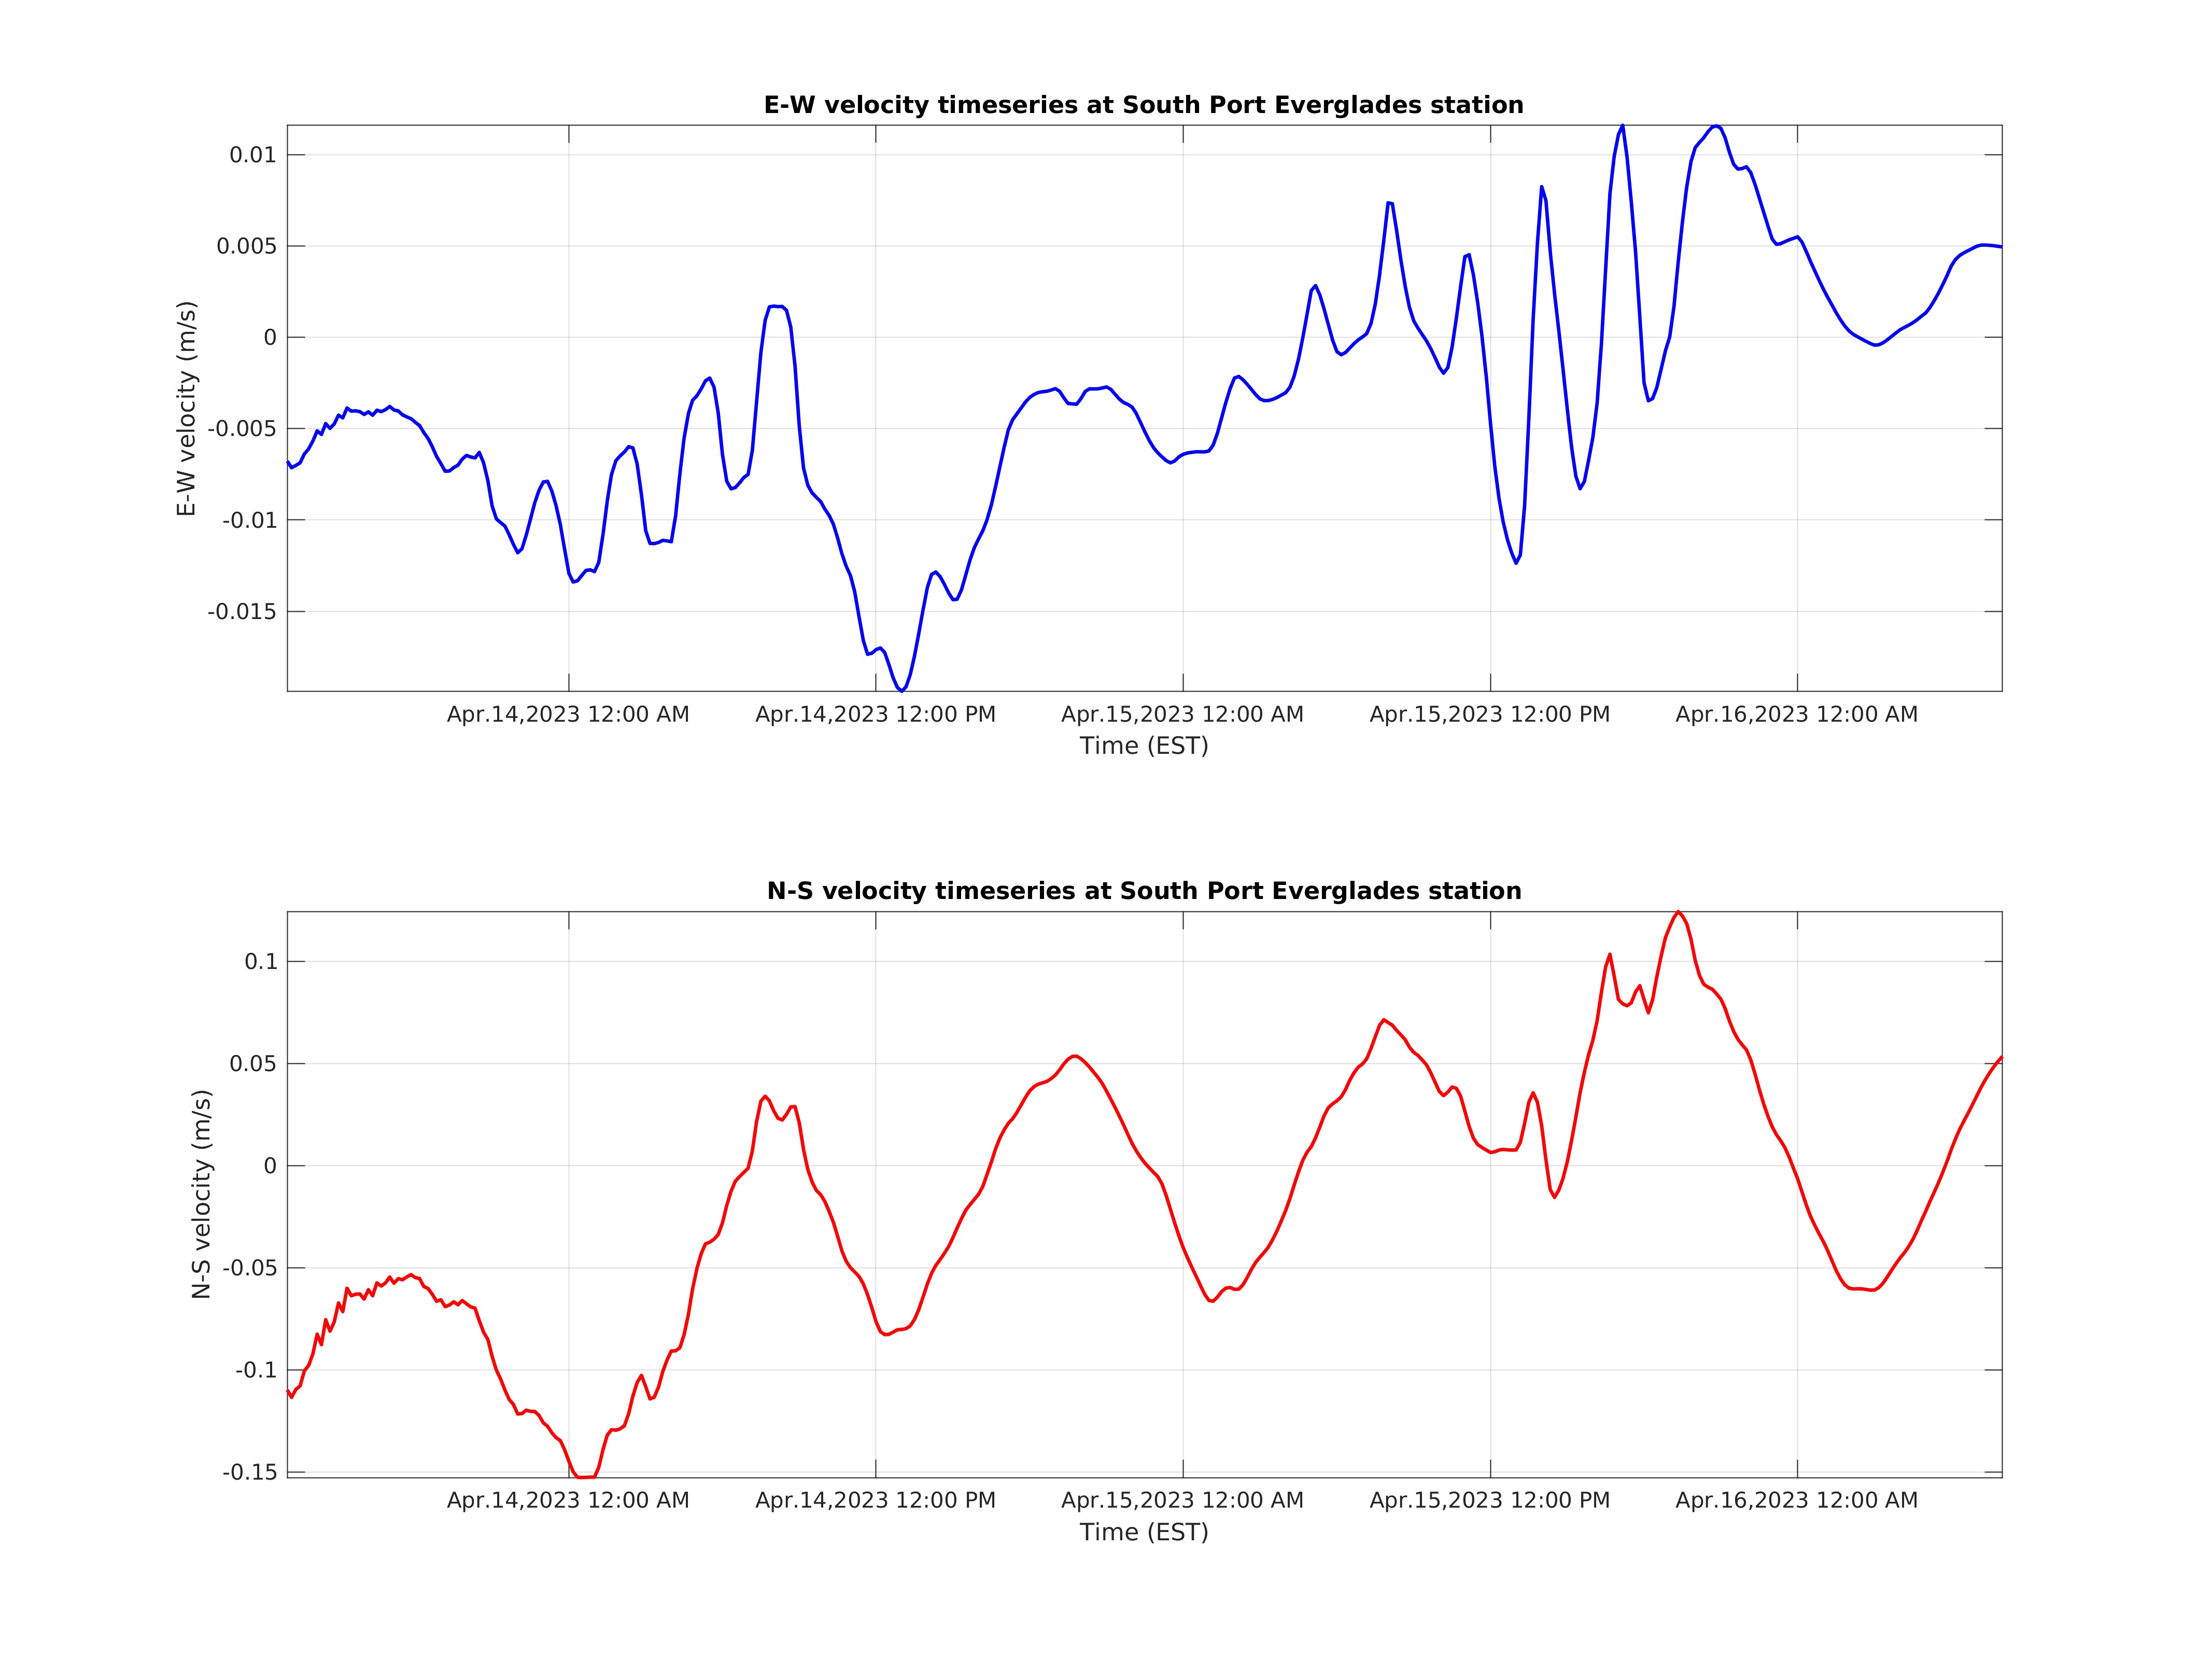 E-W velocity timeseries at South Port Everglades station
0.01
0.005
0
-0.005
-0.01
-0.015
E-W velocity (m/s)
Apr.14,2023 12:00 AM
Apr.14,2023 12:00 PM
Apr.15,2023 12:00 AM
Apr.15,2023 12:00 PM
Apr.16,2023 12:00 AM
Time (EST)
N-S velocity timeseries at South Port Everglades station
0.1
0.05
0
-0.05
-0.1
-0.15
N-S velocity (m/s)
Apr.14,2023 12:00 AM
Apr.14,2023 12:00 PM
Apr.15,2023 12:00 AM
Apr.15,2023 12:00 PM
Apr.16,2023 12:00 AM
Time (EST)